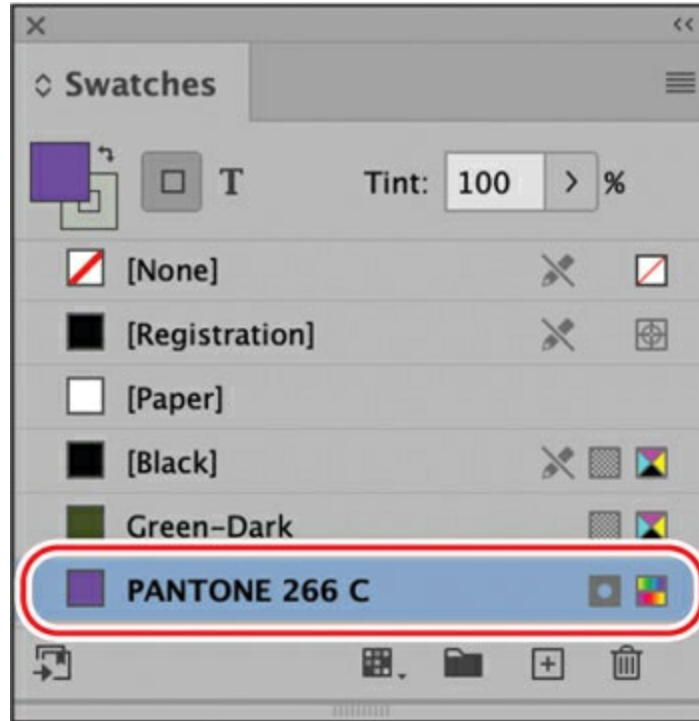 Swatches
T Tint: 100 %
[None]
[Registration]
[Paper]
[Black]
Green-Dark
PANTONE 266 C